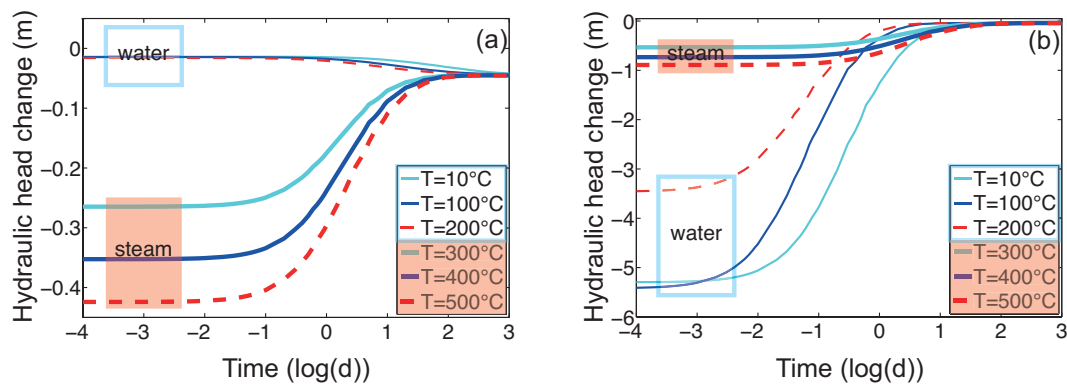 (a)
Hydraulic head change (m)
0
−0.1
−0.2
−0.3
−0.4
water
steam
T=10°C
T=100°C
T=200°C
T=300°C
T=400°C
T=500°C
−4 −3 −2 −1 0 1 2 3
Time (log(d))
(b)
Hydraulic head change (m)
0
−1
−2
−3
−4
−5
−6
steam
water
T=10°C
T=100°C
T=200°C
T=300°C
T=400°C
T=500°C
−4 −3 −2 −1 0 1 2 3
Time (log(d))